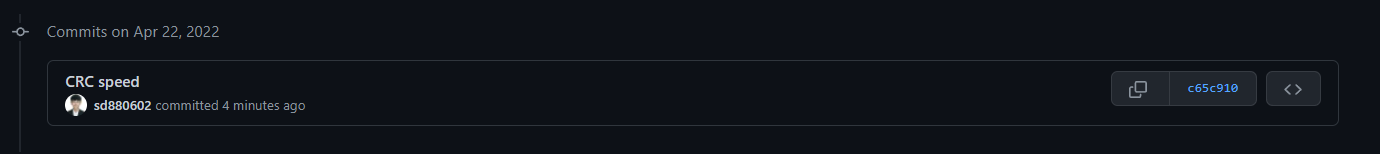 Commits on Apr 22, 2022
CRC speed
sd880602 committed 4 minutes ago
c65c910